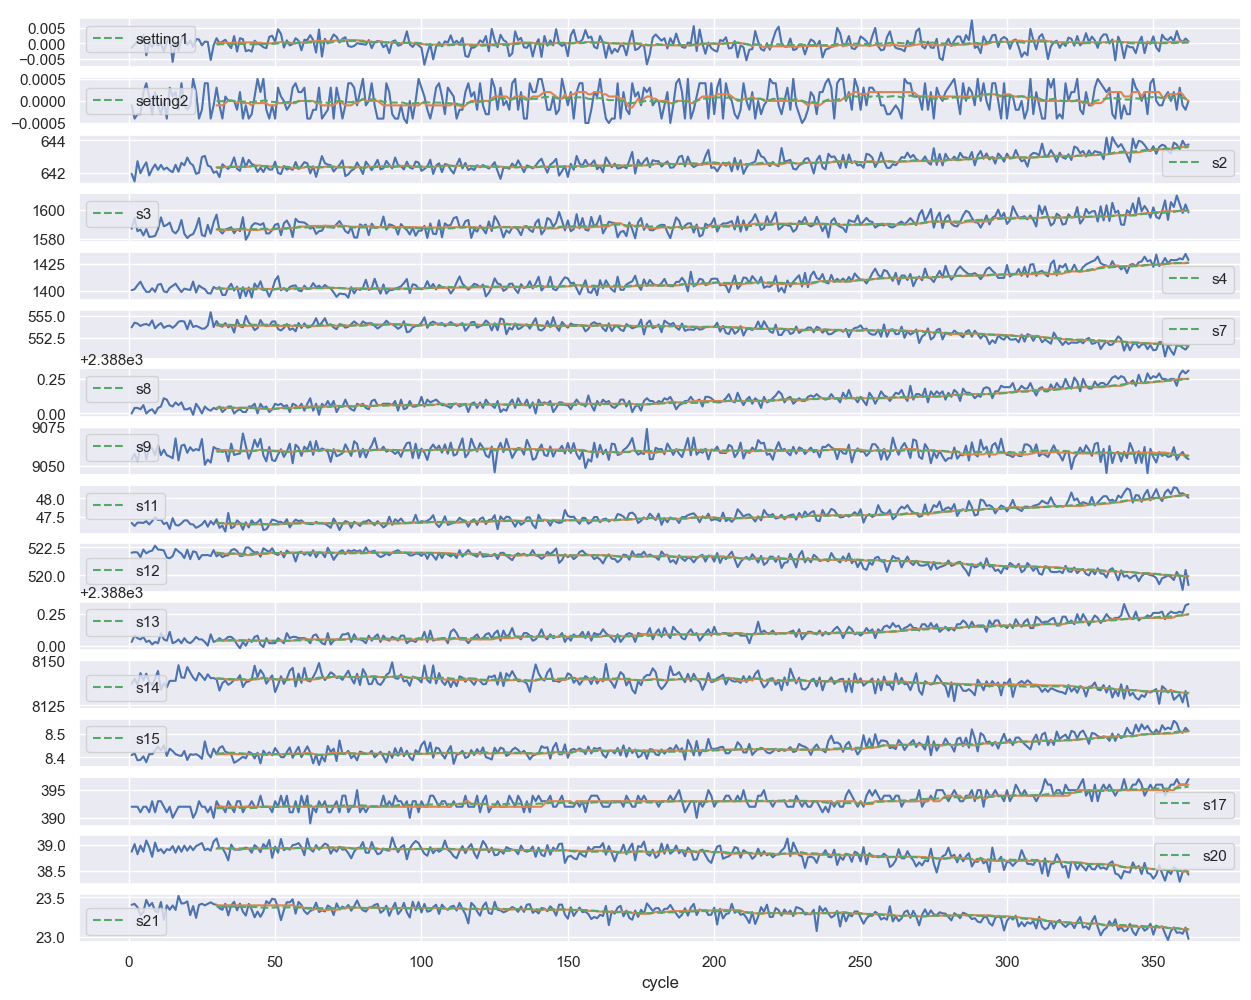 0.005
0.000
−0.005
setting1
0.0005
0.0000
−0.0005
setting2
644
642
s2
1600
1580
s3
1425
1400
s4
555.0
552.5
s7
+2.388e3
0.25
0.00
s8
9075
9050
s9
48.0
47.5
s11
522.5
520.0
s12
+2.388e3
0.25
0.00
s13
8150
8125
s14
8.5
8.4
s15
395
390
s17
39.0
38.5
s20
23.5
23.0
s21
0 50 100 150 200 250 300 350
cycle